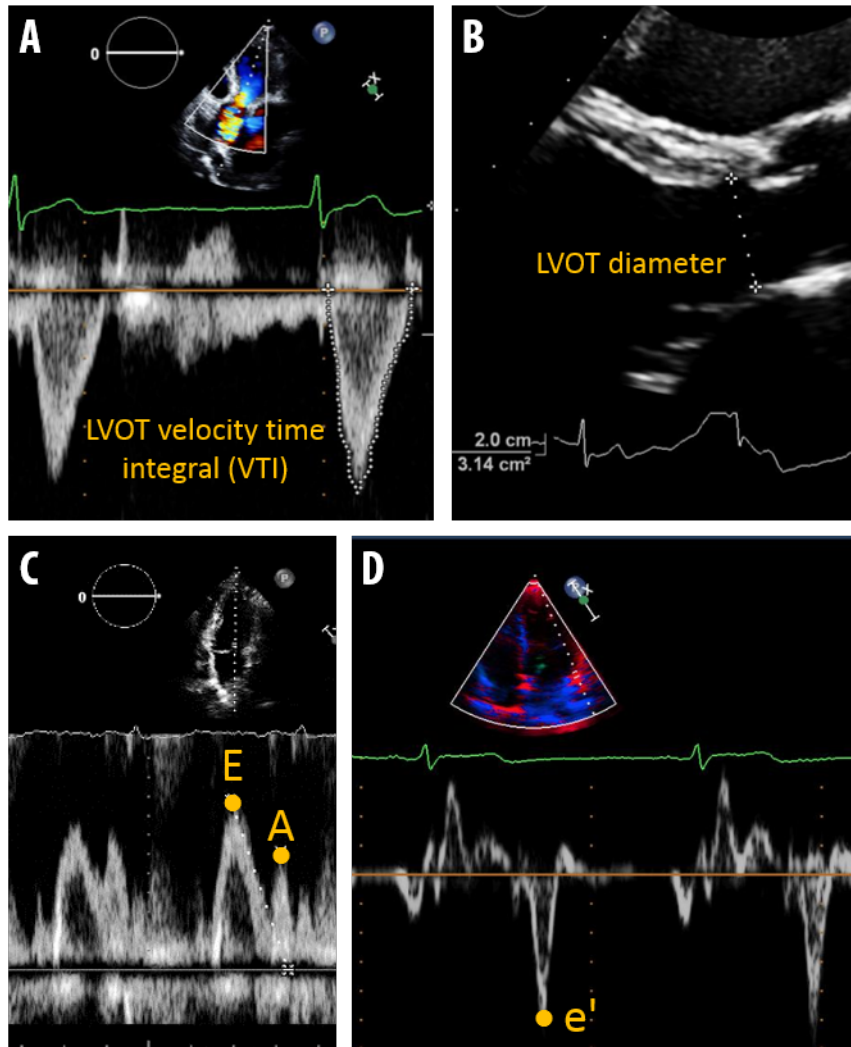 A
0
P
X
T
LVOT velocity time
integral (VTI)
B
LVOT diameter
2.0 cm
3.14 cm²
C
0
P
E
A
D
X
e'